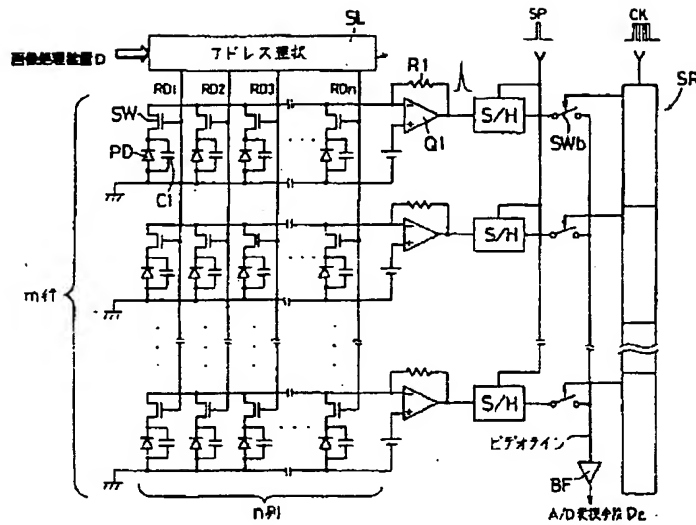 SL
SP
CK
画像処理装置D
アドレス選択
R1
SR
RD1 RD2 RD3 RDn
SW
S/H
Q1
SWb
PD
C1
S/H
m行
S/H
ビデオライン
BF
n列
A/D変換手段Dc